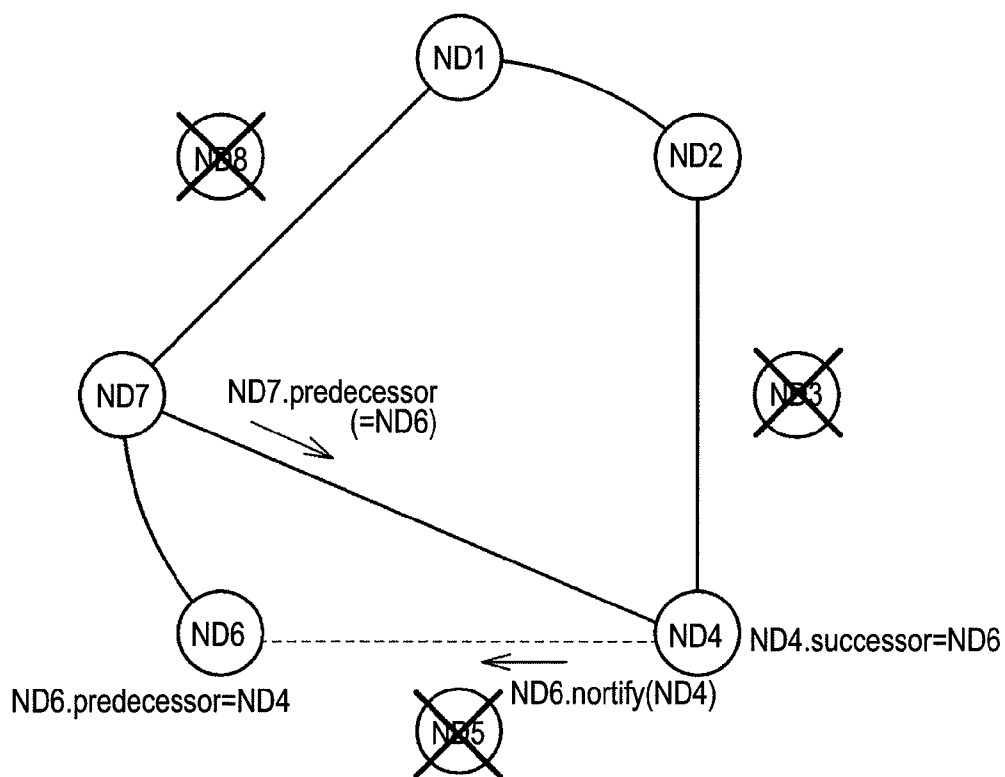 ND1
ND8
ND2
ND7
ND7.predecessor
(=ND6)
ND3
ND6
ND4
ND4.successor=ND6
ND6.predecessor=ND4
ND6.nortify(ND4)
ND5